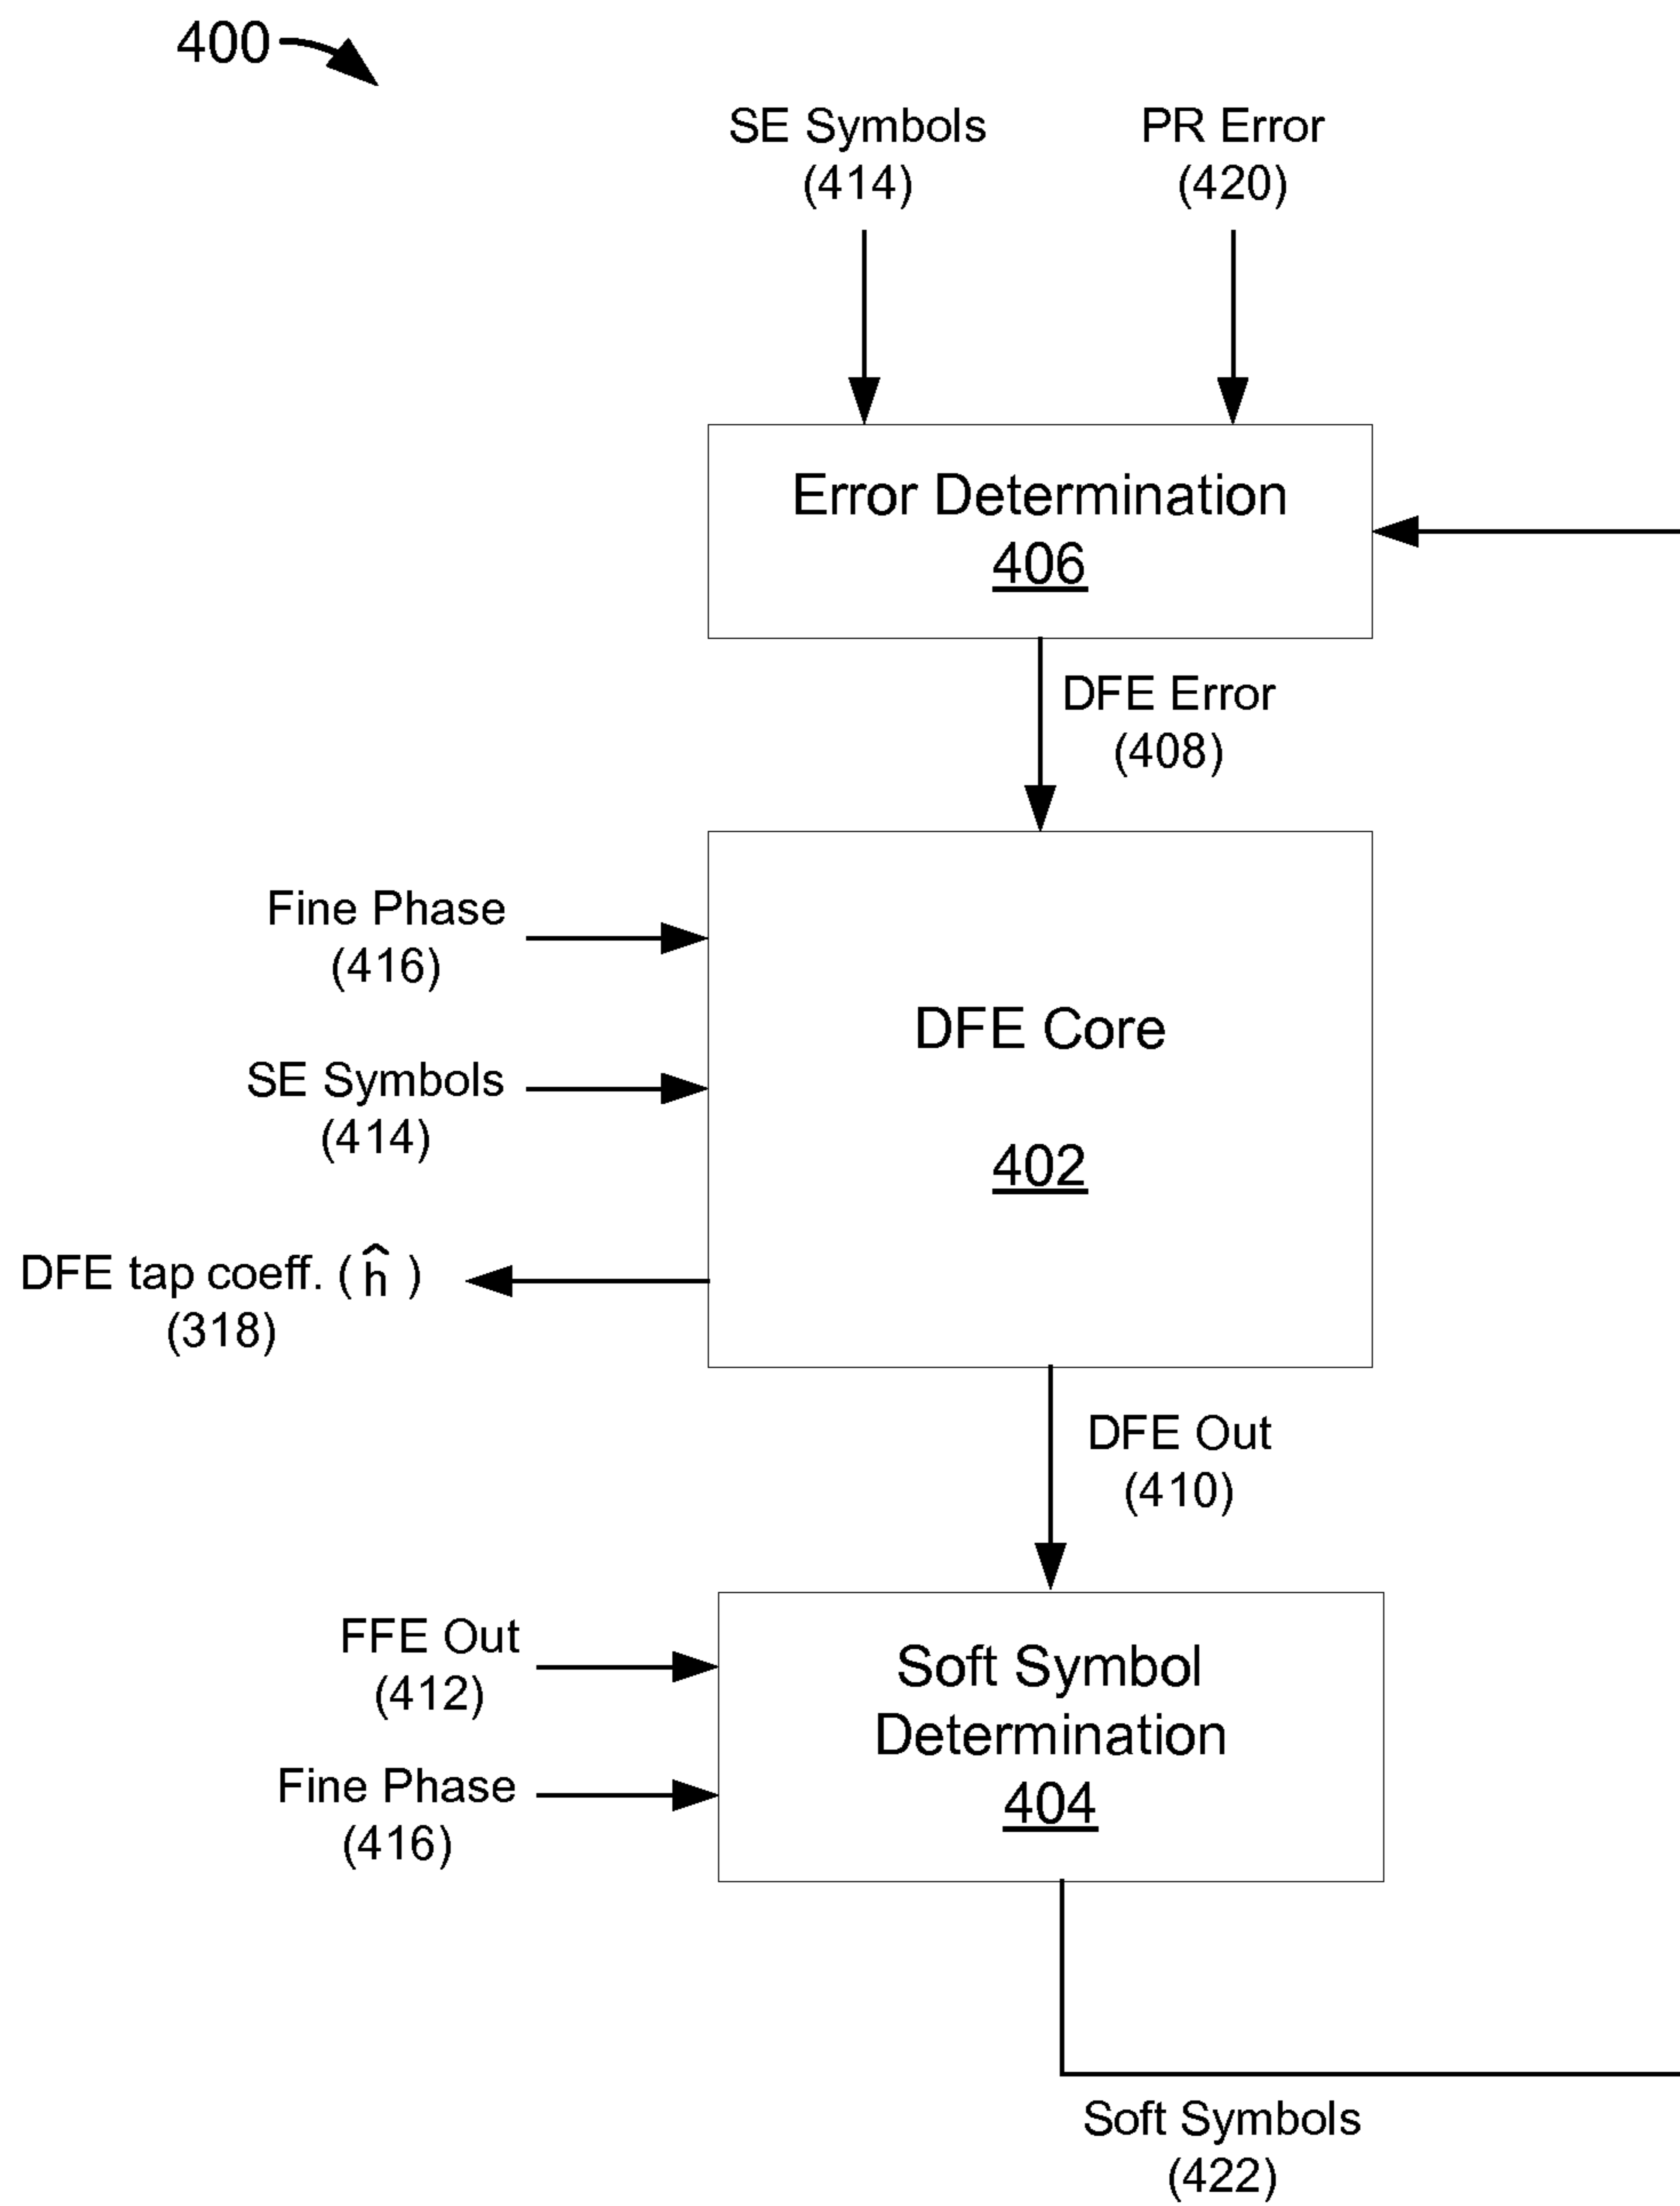 400
SE Symbols
(414)
PR Error
(420)
Error Determination
406
DFE Error
(408)
Fine Phase
(416)
SE Symbols
(414)
DFE Core
402
DFE tap coeff. ( ĥ )
(318)
DFE Out
(410)
FFE Out
(412)
Fine Phase
(416)
Soft Symbol
Determination
404
Soft Symbols
(422)